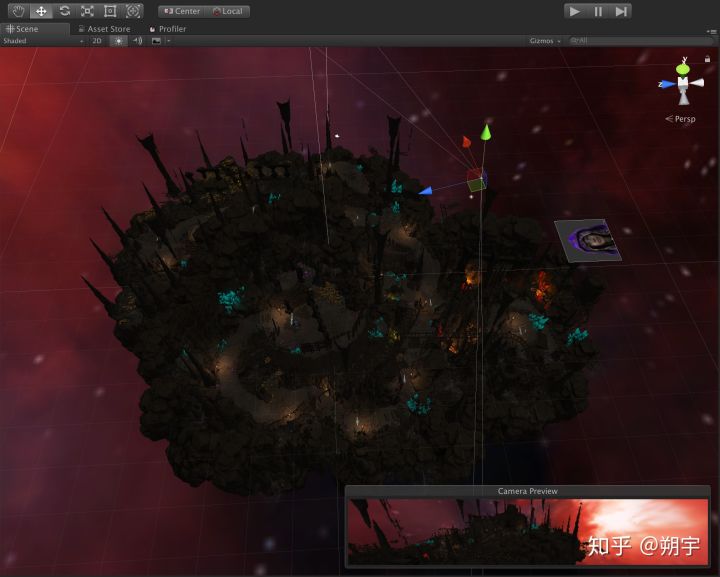 Center Local
Scene Asset Store Profiler
Shaded 2D Gizmos All
y
z
Persp
Camera Preview
知乎 @朔宇